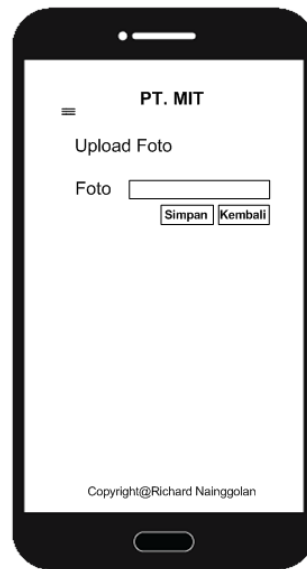 PT. MIT
Upload Foto
Foto
Simpan Kembali
Copyright@Richard Nainggolan